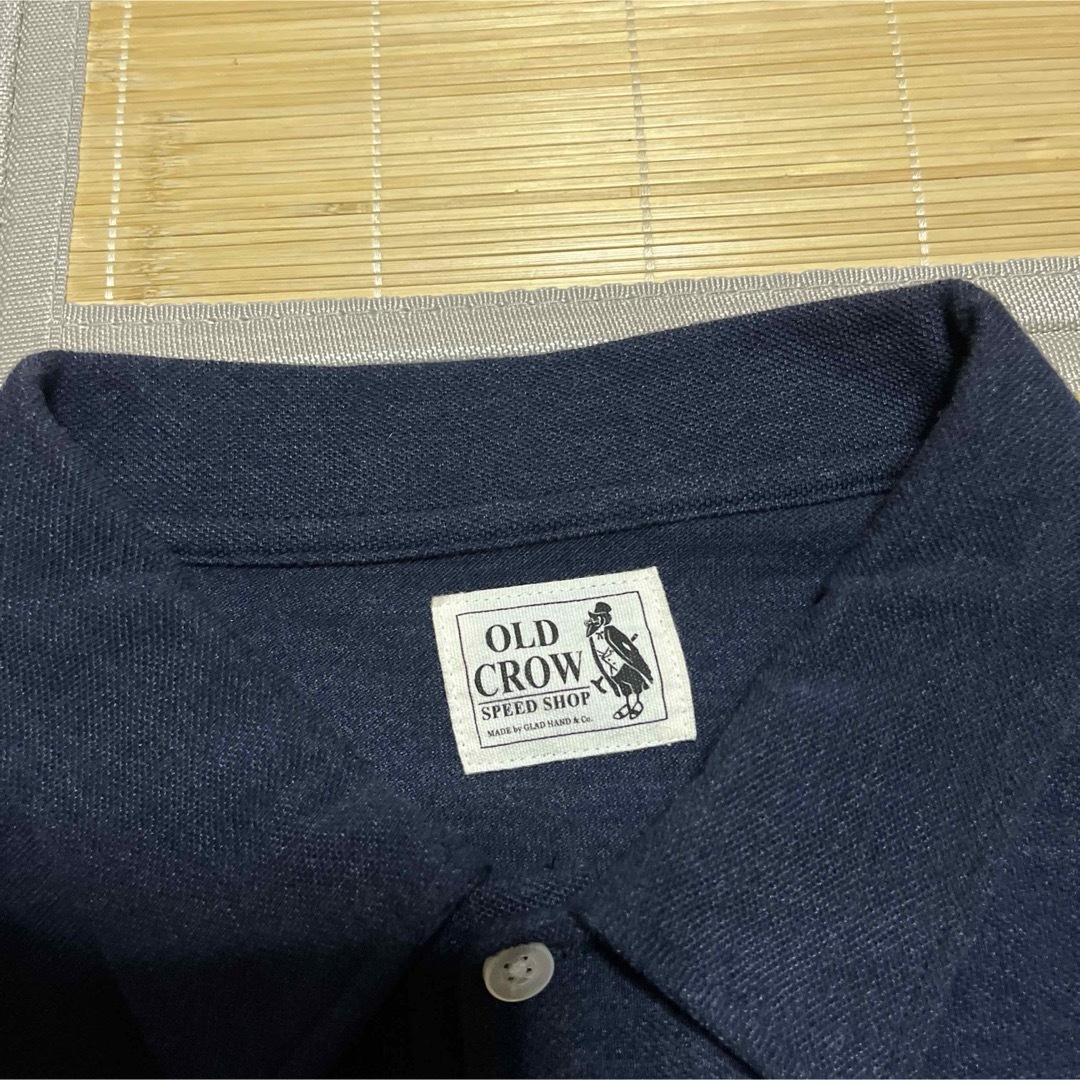 OLD
CROW
SPEED SHOP
MADE by GLAD HAND & Co.